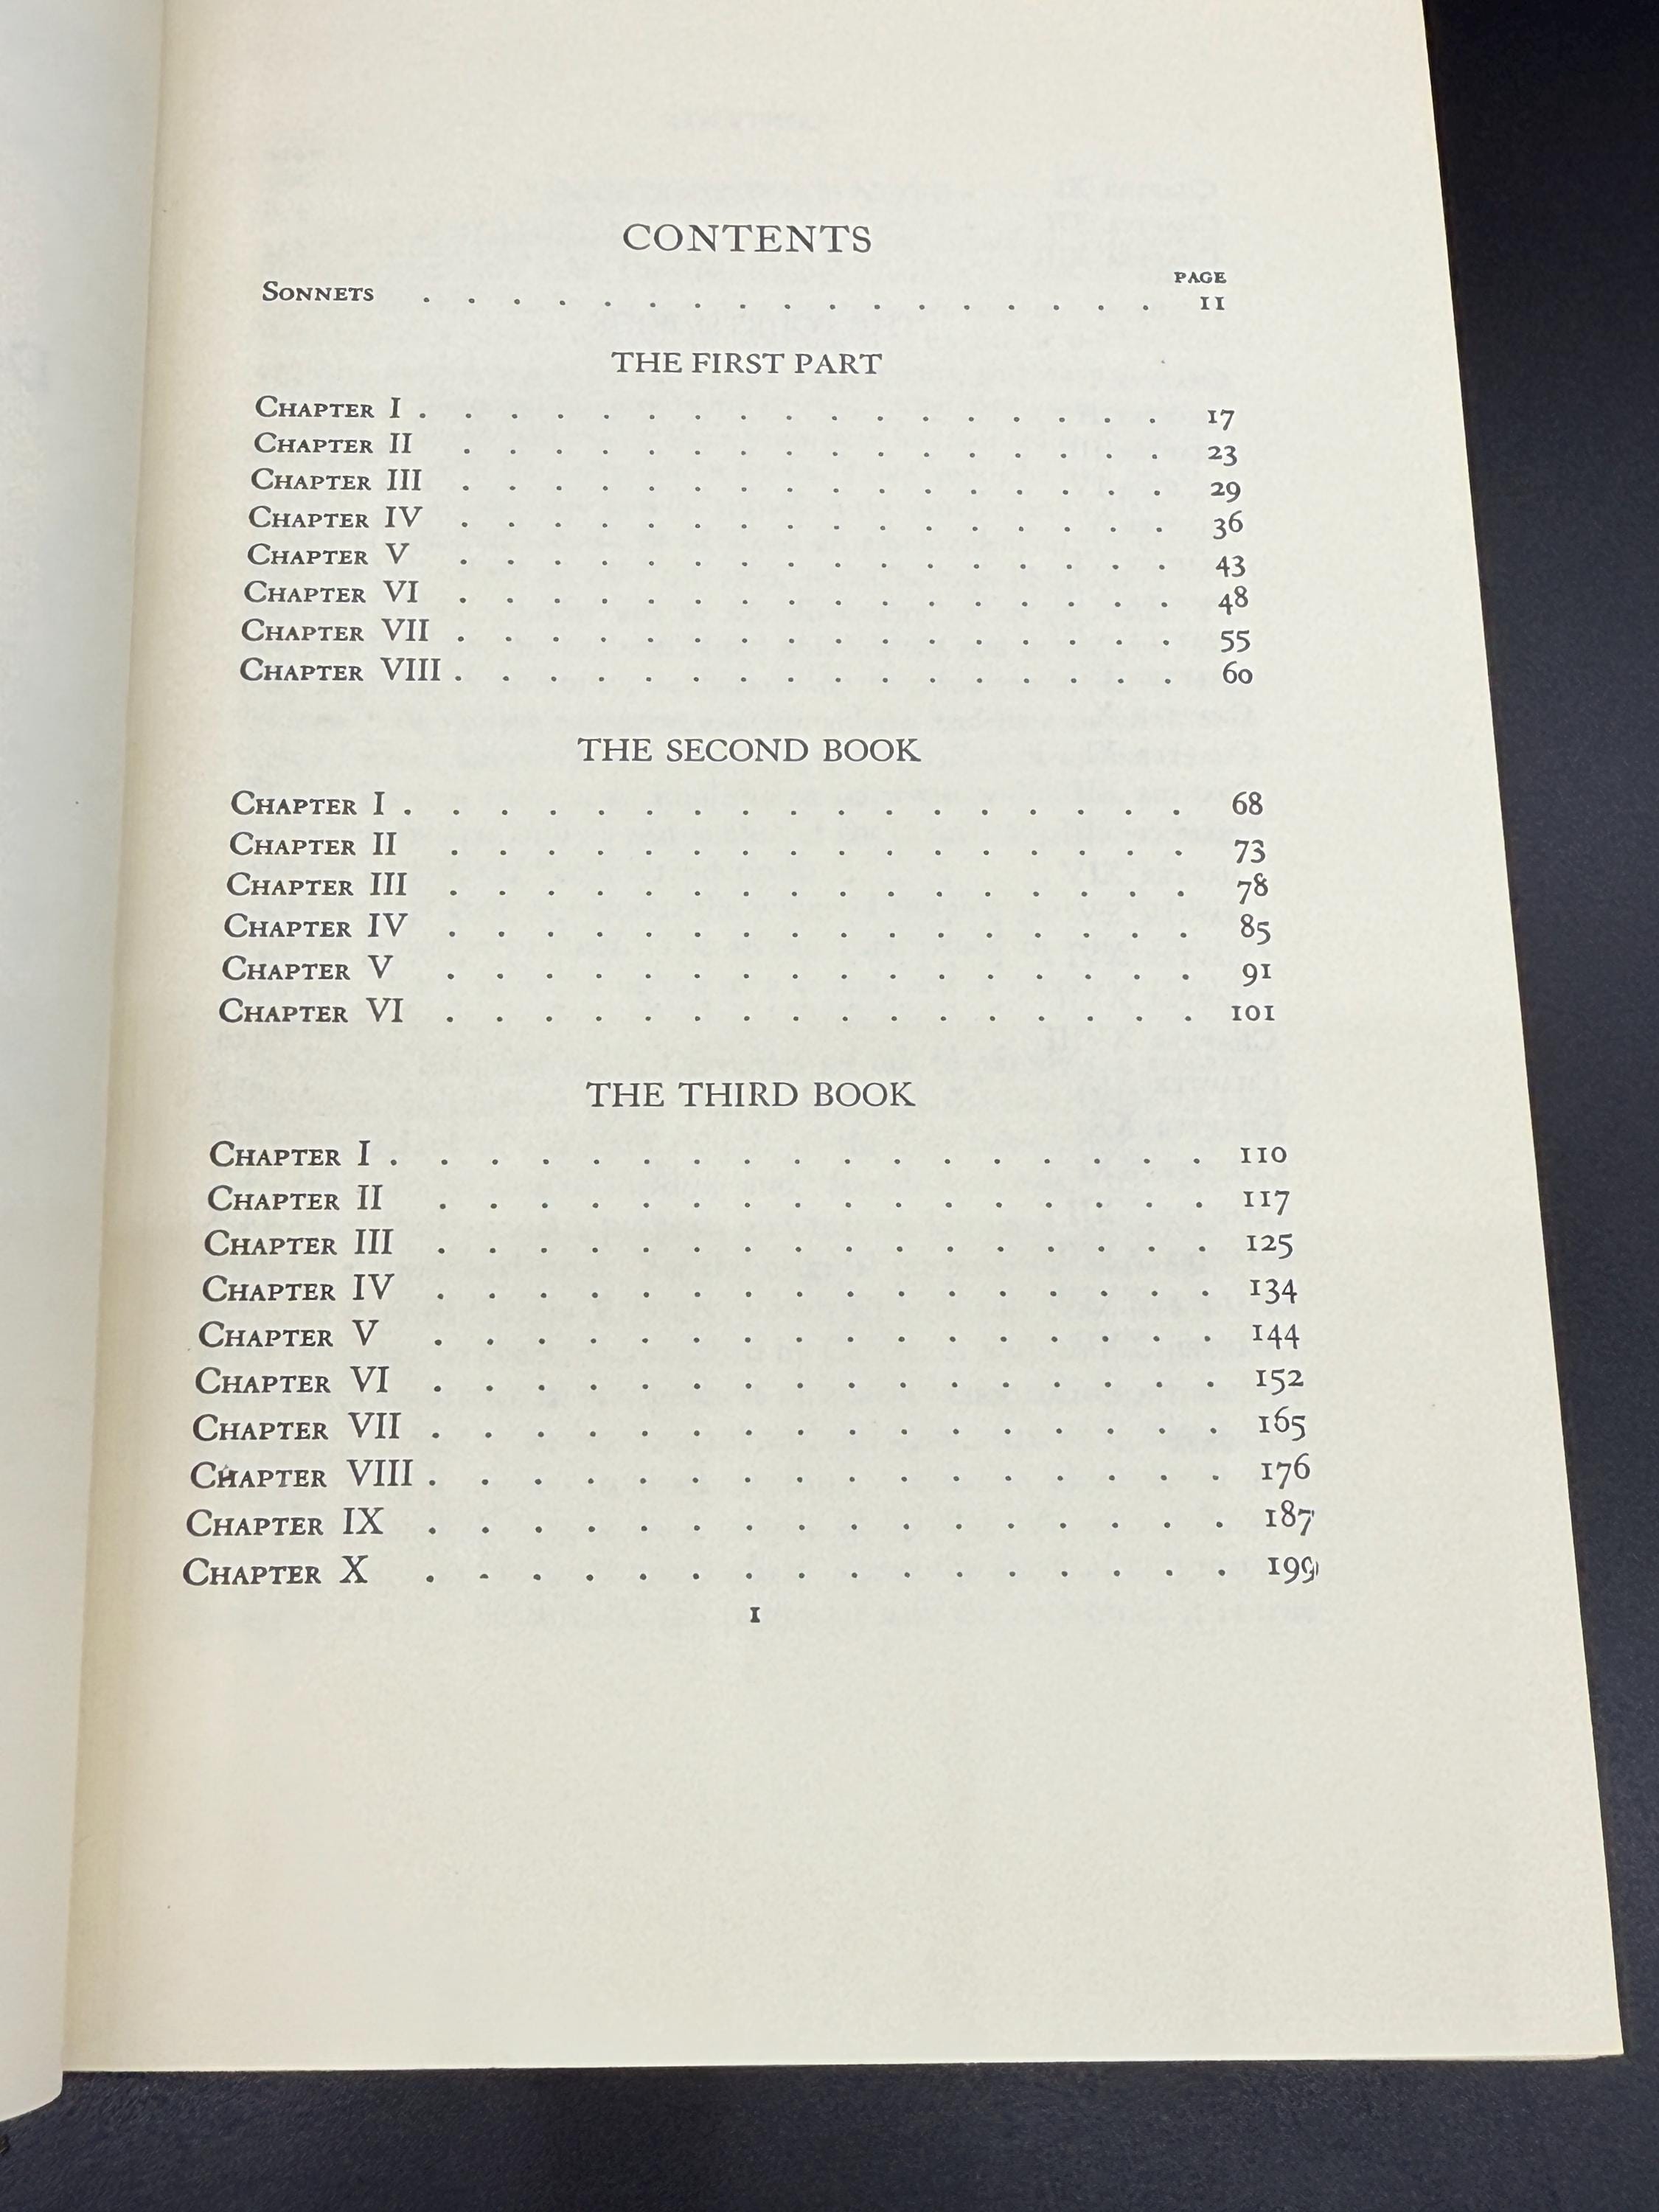 CONTENTS
PAGE
SONNETS . . . . . . . . . . . . . . . . . 11
THE FIRST PART
CHAPTER I . . . . . . . . . . . . . . . . . 17
CHAPTER II . . . . . . . . . . . . . . . . 23
CHAPTER III . . . . . . . . . . . . . . . . 29
CHAPTER IV . . . . . . . . . . . . . . . . 36
CHAPTER V . . . . . . . . . . . . . . . . 43
CHAPTER VI . . . . . . . . . . . . . . . . 48
CHAPTER VII . . . . . . . . . . . . . . . . 55
CHAPTER VIII . . . . . . . . . . . . . . . . 60
THE SECOND BOOK
CHAPTER I . . . . . . . . . . . . . . . . . 68
CHAPTER II . . . . . . . . . . . . . . . . 73
CHAPTER III . . . . . . . . . . . . . . . . 78
CHAPTER IV . . . . . . . . . . . . . . . . 85
CHAPTER V . . . . . . . . . . . . . . . . 91
CHAPTER VI . . . . . . . . . . . . . . . . 101
THE THIRD BOOK
CHAPTER I . . . . . . . . . . . . . . . . . 110
CHAPTER II . . . . . . . . . . . . . . . . 117
CHAPTER III . . . . . . . . . . . . . . . . 125
CHAPTER IV . . . . . . . . . . . . . . . . 134
CHAPTER V . . . . . . . . . . . . . . . . 144
CHAPTER VI . . . . . . . . . . . . . . . . 152
CHAPTER VII . . . . . . . . . . . . . . . . 165
CHAPTER VIII . . . . . . . . . . . . . . . . 176
CHAPTER IX . . . . . . . . . . . . . . . . 187
CHAPTER X . . . . . . . . . . . . . . . . 199
1